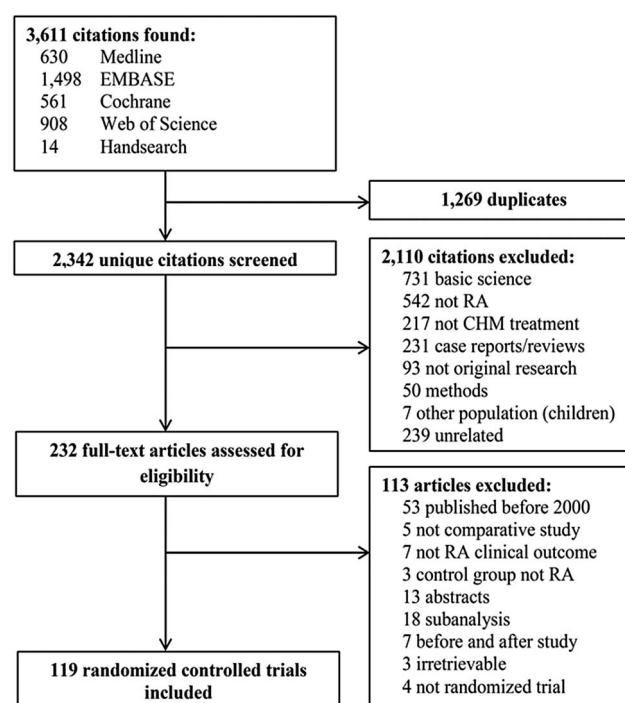 3,611 citations found:
630 Medline
1,498 EMBASE
561 Cochrane
908 Web of Science
14 Handsearch
1,269 duplicates
2,342 unique citations screened
2,110 citations excluded:
731 basic science
542 not RA
217 not CHM treatment
231 case reports/reviews
93 not original research
50 methods
7 other population (children)
239 unrelated
232 full-text articles assessed for
eligibility
113 articles excluded:
53 published before 2000
5 not comparative study
7 not RA clinical outcome
3 control group not RA
13 abstracts
18 subanalysis
7 before and after study
3 irretrievable
4 not randomized trial
119 randomized controlled trials
included